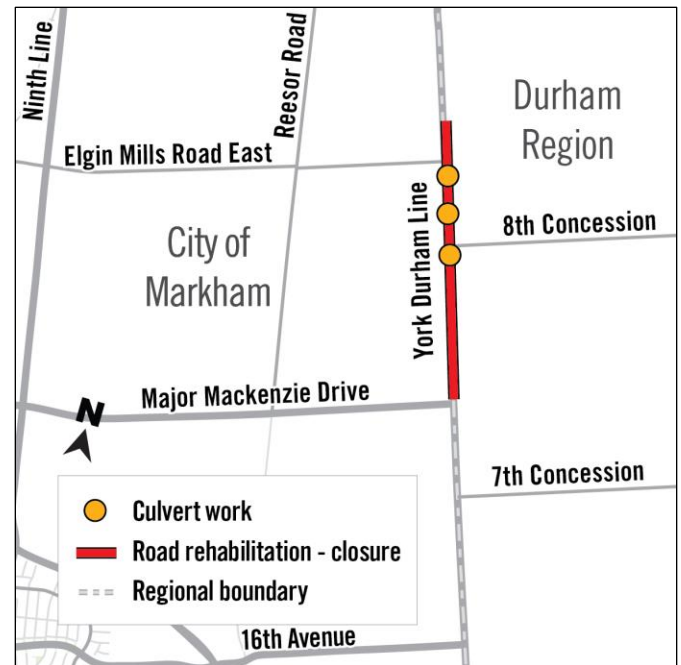 Ninth Line
Reesor Road
Durham
Region
Elgin Mills Road East
York Durham Line
8th Concession
City of
Markham
Major Mackenzie Drive
N
7th Concession
Culvert work
Road rehabilitation - closure
Regional boundary
16th Avenue